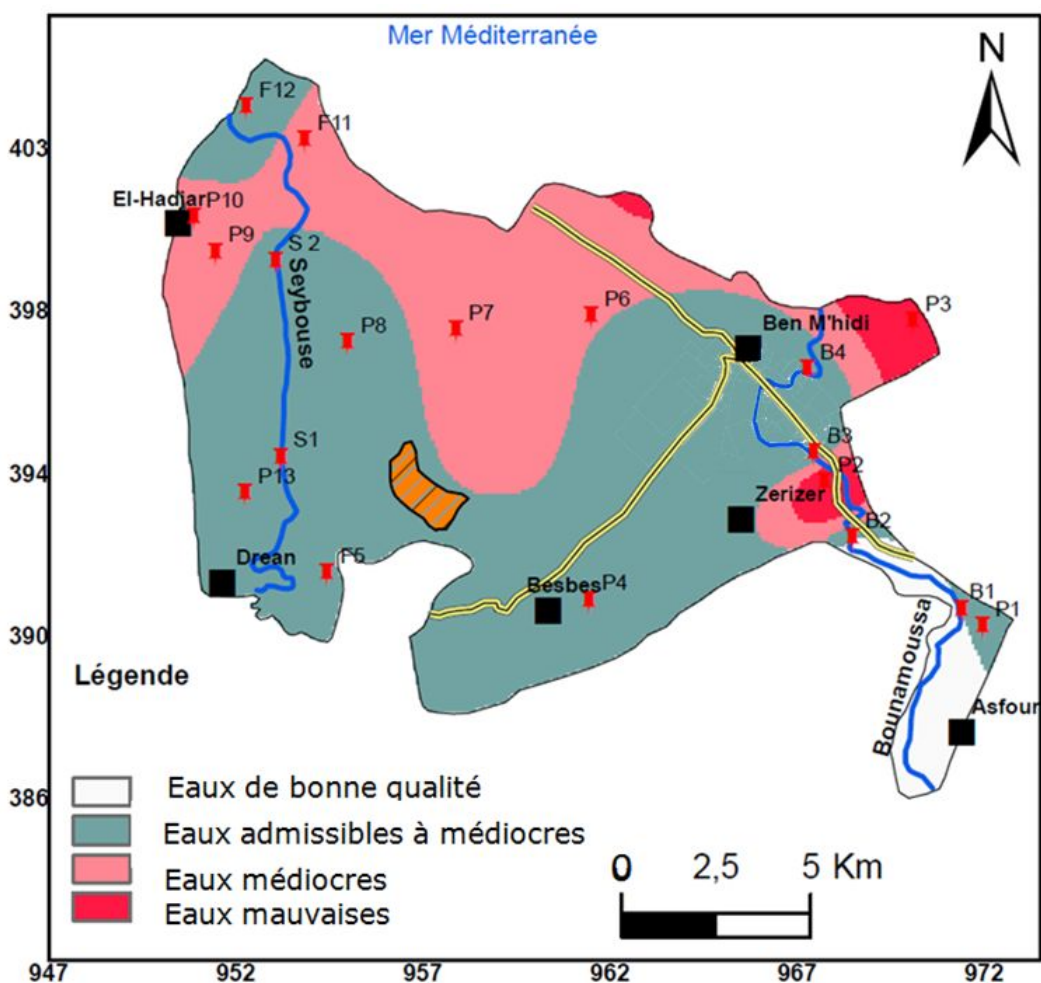 Mer Méditerranée
N
F12
F11
403
El-Hadjar
P10
P9
S 2
Seybouse
P8
P7
P6
398
P3
Ben M'hidi
B4
S1
P13
394
B3
P2
Zerizer
B2
Drean
F5
Besbes
P4
B1
P1
390
Bounamoussa
Asfour
Légende
Eaux de bonne qualité
386
Eaux admissibles à médiocres
Eaux médiocres
Eaux mauvaises
0 2,5 5 Km
947 952 957 962 967 972